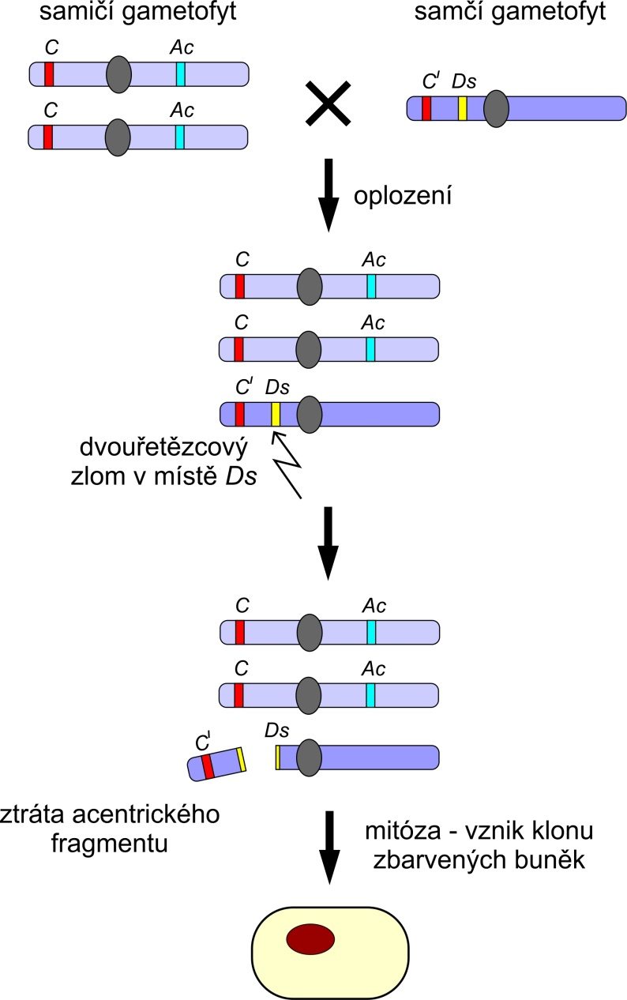 samičí gametofyt
samčí gametofyt
C Ac
C Ac
C^I Ds
oplození
C Ac
C Ac
C^I Ds
dvouřetězcový
zlom v místě Ds
C Ac
C Ac
C^I Ds
ztráta acentrického
fragmentu
mitóza - vznik klonu
zbarvených buněk